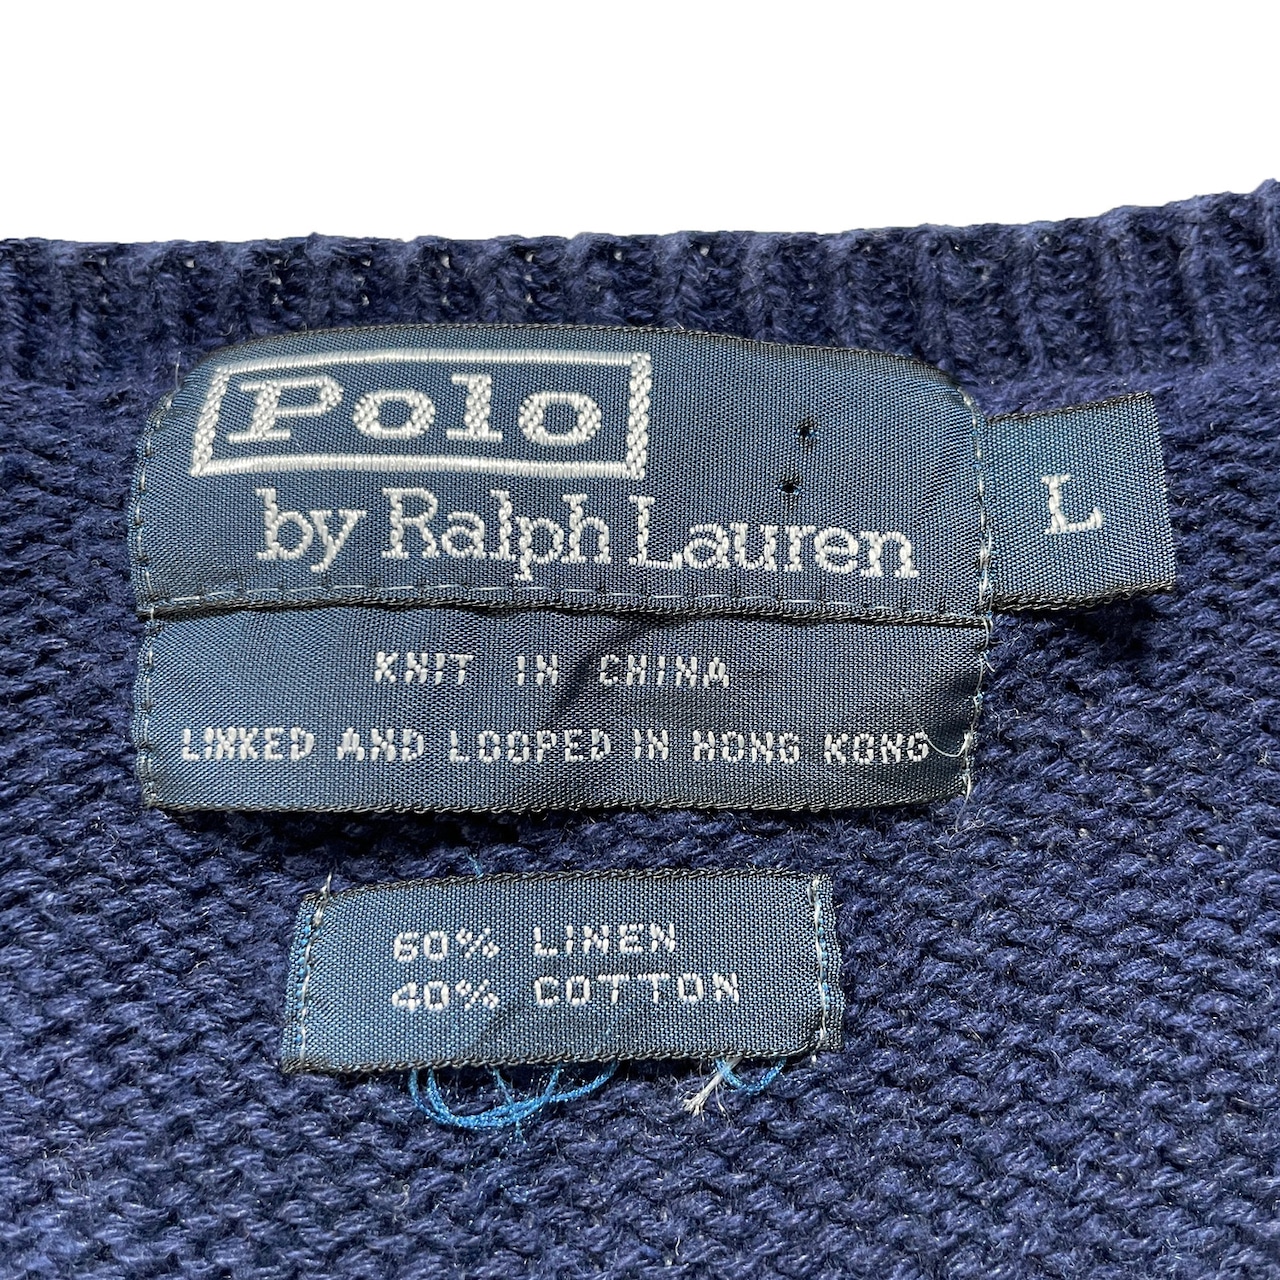 Polo
by Ralph Lauren
L
KNIT IN CHINA
LINKED AND LOOPED IN HONG KONG
60% LINEN
40% COTTON